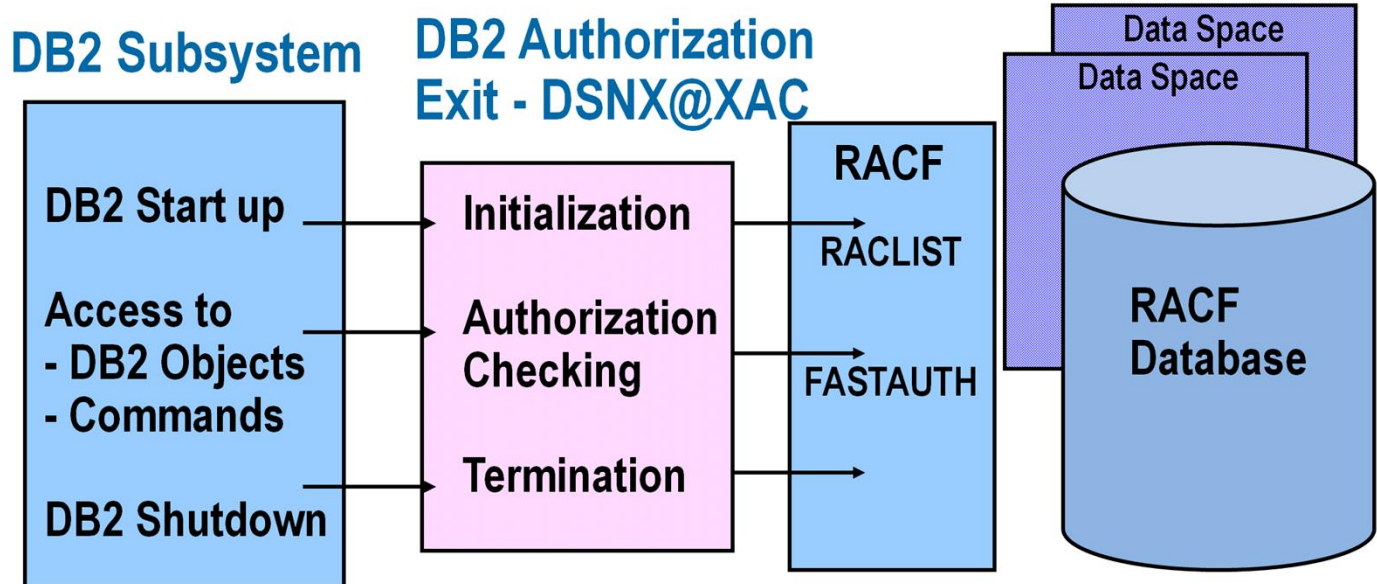 DB2 Subsystem
DB2 Start up
Access to
- DB2 Objects
- Commands
DB2 Shutdown
DB2 Authorization
Exit - DSNX@XAC
Initialization
Authorization
Checking
Termination
RACF
RACLIST
FASTAUTH
Data Space
Data Space
RACF
Database